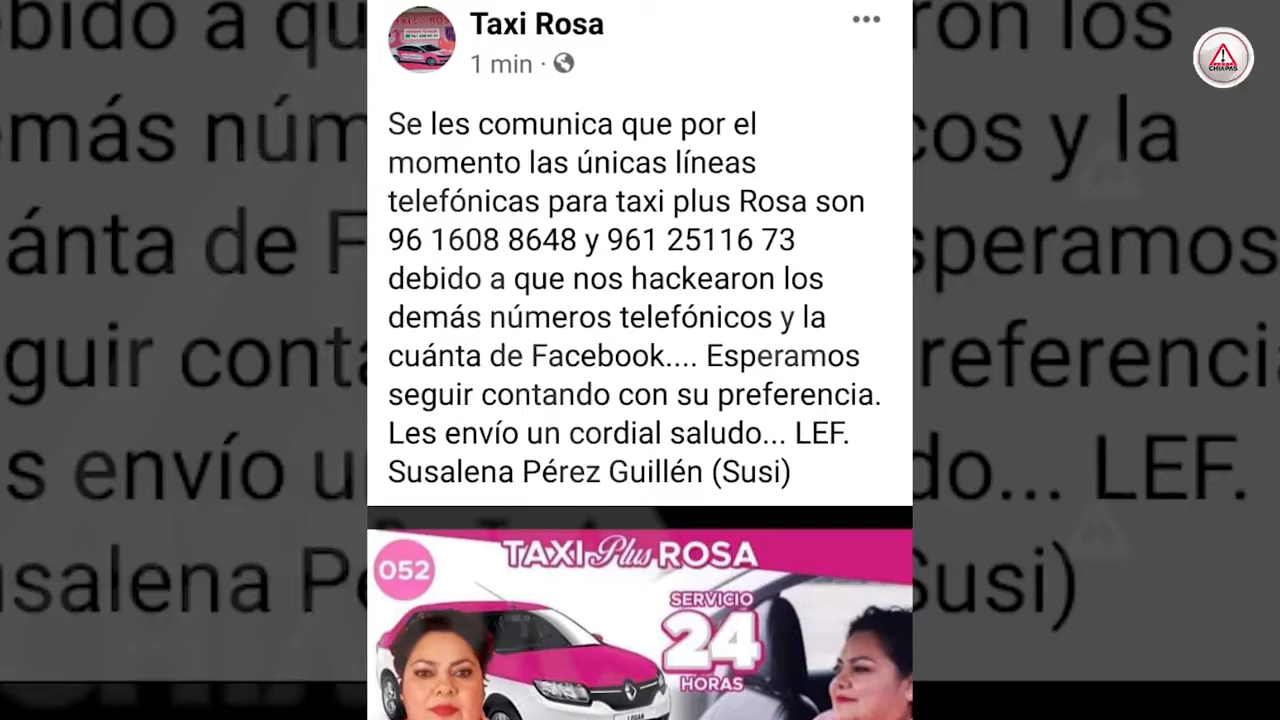 Taxi Rosa
1 min ·
Se les comunica que por el
momento las únicas líneas
telefónicas para taxi plus Rosa son
96 1608 8648 y 961 25116 73
debido a que nos hackearon los
demás números telefónicos y la
cuánta de Facebook.... Esperamos
seguir contando con su preferencia.
Les envío un cordial saludo... LEF.
Susalena Pérez Guillén (Susi)
052
TAXI Plus ROSA
SERVICIO
24
HORAS
LOGAN
CHIAPAS